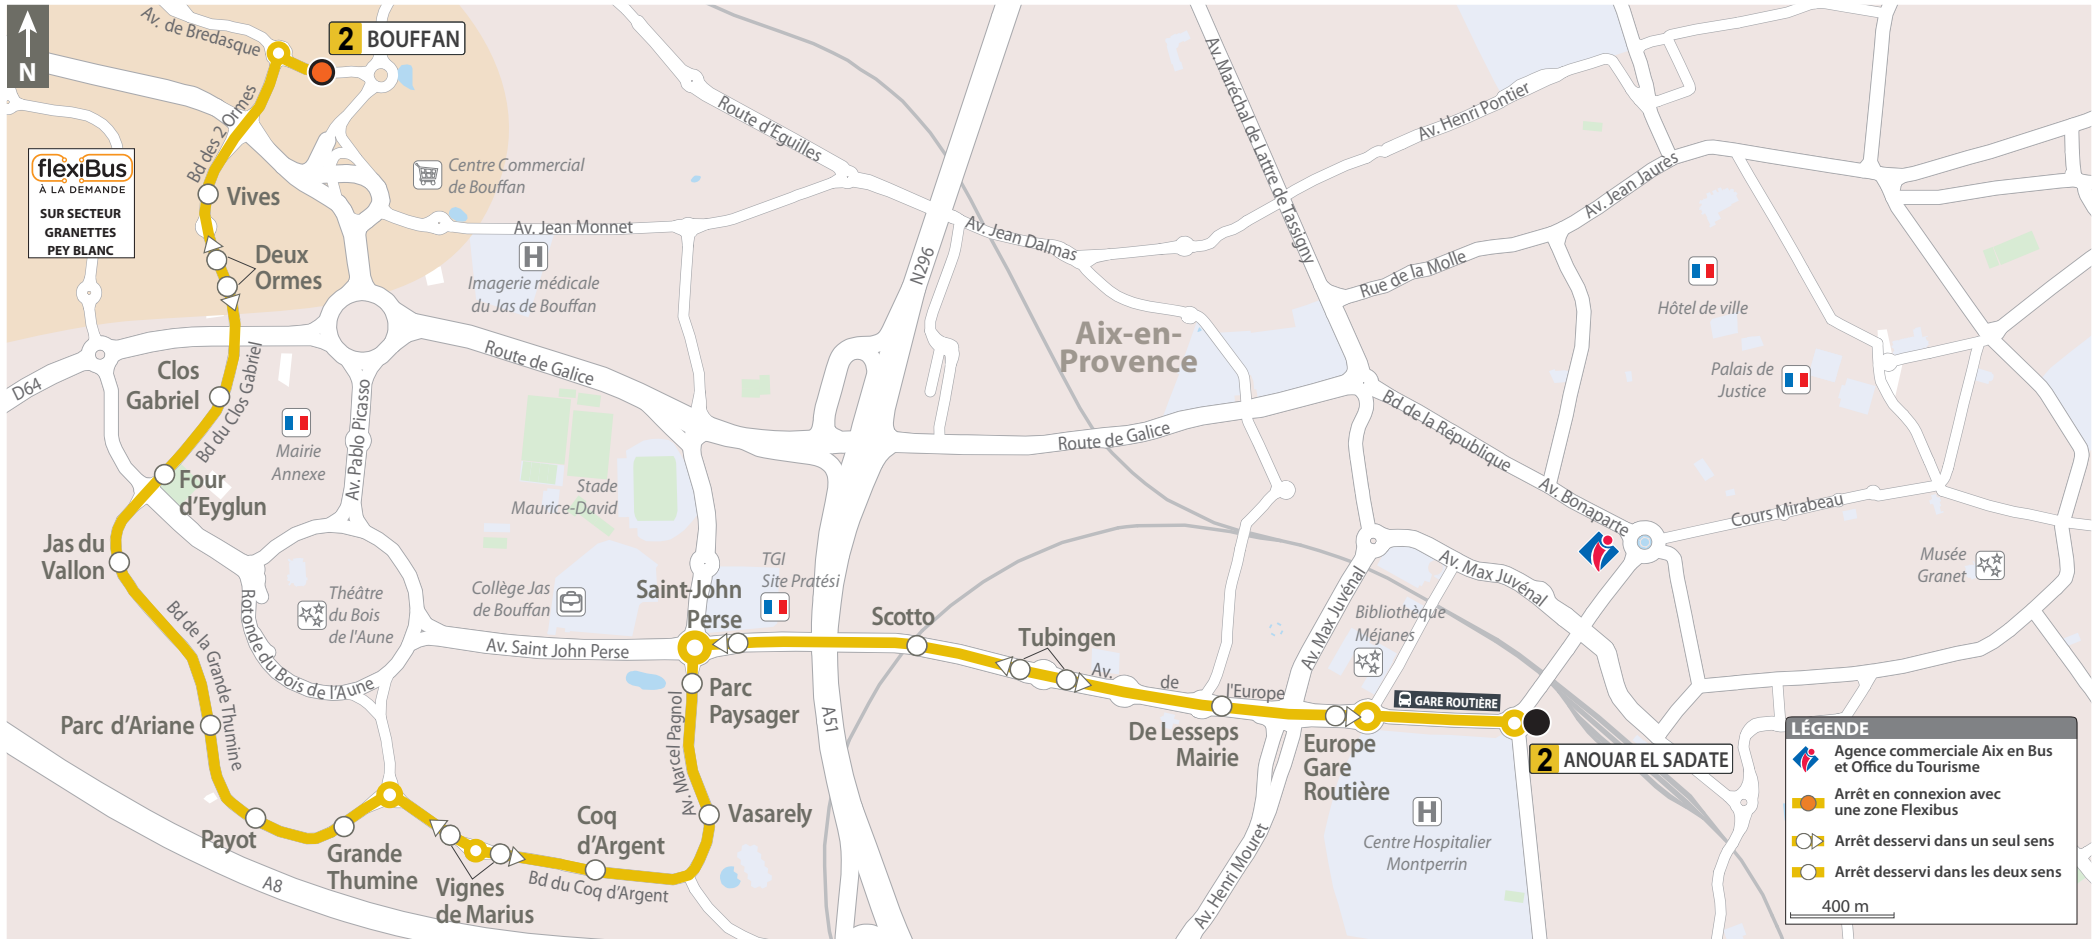 N
Av. de Brédasque
2 BOUFFAN
Bd des 2 Ormes
flexiBus
À LA DEMANDE
SUR SECTEUR
GRANETTES
PEY BLANC
Vives
Deux
Ormes
Centre Commercial
de Bouffan
Av. Jean Monnet
H
Imagerie médicale
du Jas de Bouffan
Route d'Eguilles
N296
Av. Jean Dalmas
Av. Maréchal de Lattre de Tassigny
Av. Henri Pontier
Av. Jean Jaurès
Rue de la Molle
Hôtel de ville
Palais de
Justice
Aix-en-
Provence
D64
Clos
Gabriel
Bd du Clos Gabriel
Mairie
Annexe
Av. Pablo Picasso
Route de Galice
Route de Galice
Bd de la République
Av. Bonaparte
Cours Mirabeau
Musée
Granet
Four
d'Eyglun
Stade
Maurice-David
Jas du
Vallon
Bd de la Grande Thumine
Rotonde du Bois de l'Aune
Théâtre
du Bois
de l'Aune
Collège Jas
de Bouffan
Av. Saint John Perse
TGI
Site Pratési
Saint-John
Perse
Scotto
Tubingen
Av. de l'Europe
Av. Max Juvénal
Av. Max Juvénal
Bibliothèque
Méjanes
GARE ROUTIÈRE
Parc
Paysager
Av. Marcel Pagnol
A51
De Lesseps
Mairie
Europe
Gare
Routière
2 ANOUAR EL SADATE
Parc d'Ariane
Payot
Grande
Thumine
Vignes
de Marius
Coq
d'Argent
Bd du Coq d'Argent
Vasarely
A8
Av. Henri Mouret
H
Centre Hospitalier
Montperrin
LÉGENDE
Agence commerciale Aix en Bus
et Office du Tourisme
Arrêt en connexion avec
une zone Flexibus
Arrêt desservi dans un seul sens
Arrêt desservi dans les deux sens
400 m